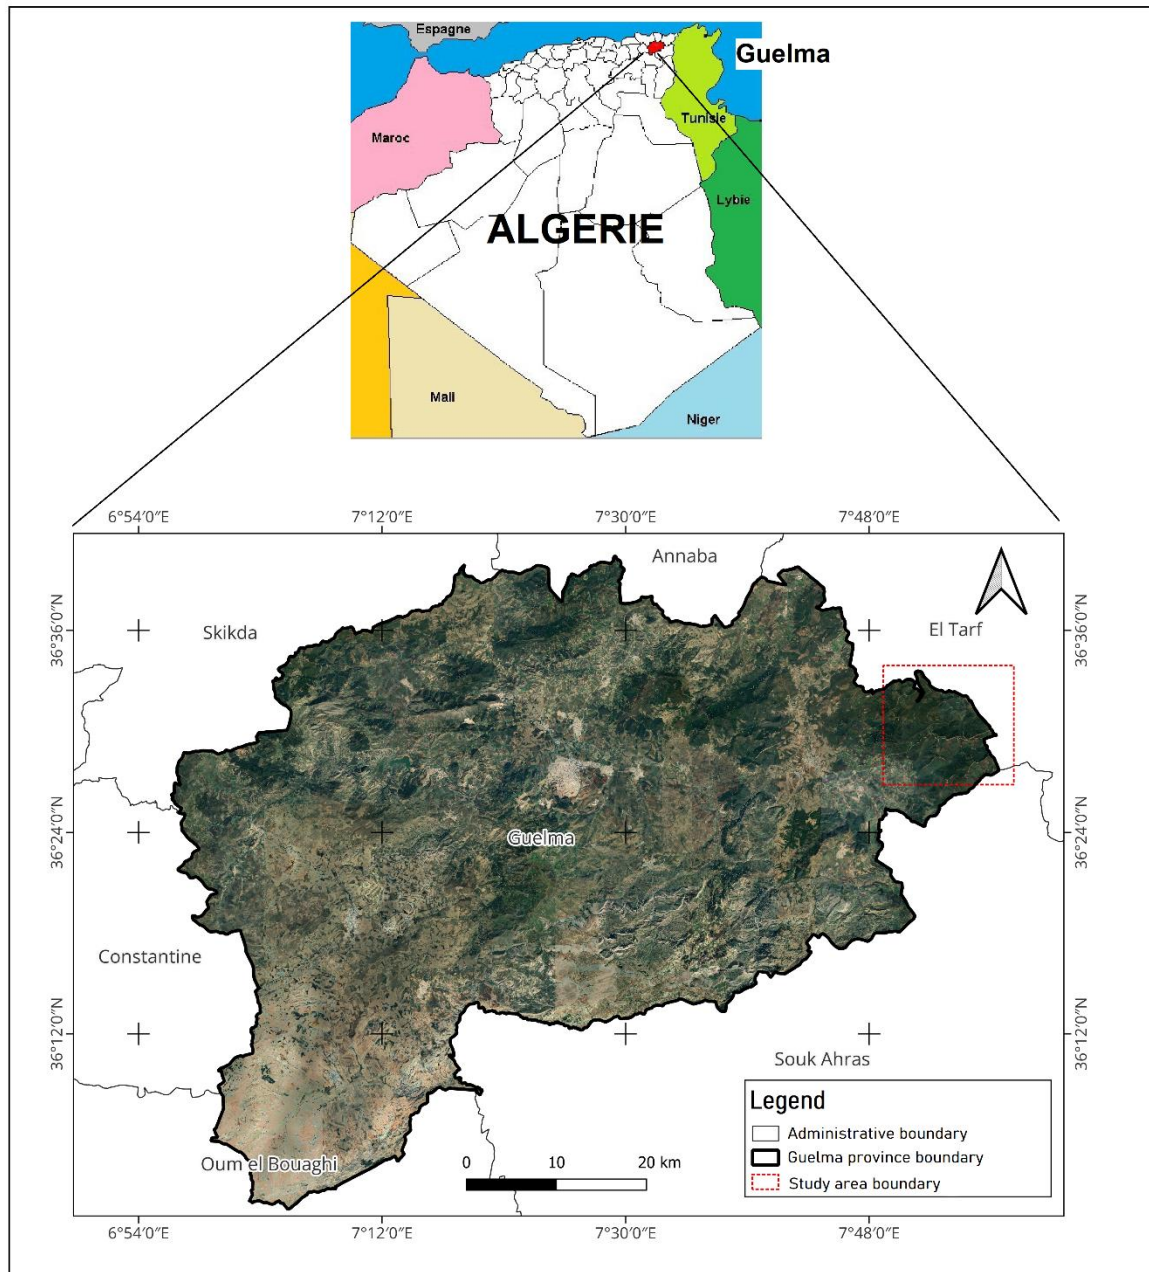 Espagne
Guelma
Maroc
Tunisie
Lybie
ALGERIE
Mali
Niger
6°54′0″E
7°12′0″E
7°30′0″E
7°48′0″E
Annaba
Skikda
El Tarf
36°36′0″N
36°36′0″N
Guelma
36°24′0″N
36°24′0″N
Constantine
36°12′0″N
36°12′0″N
Souk Ahras
Oum el Bouaghi
0 10 20 km
Legend
Administrative boundary
Guelma province boundary
Study area boundary
6°54′0″E
7°12′0″E
7°30′0″E
7°48′0″E